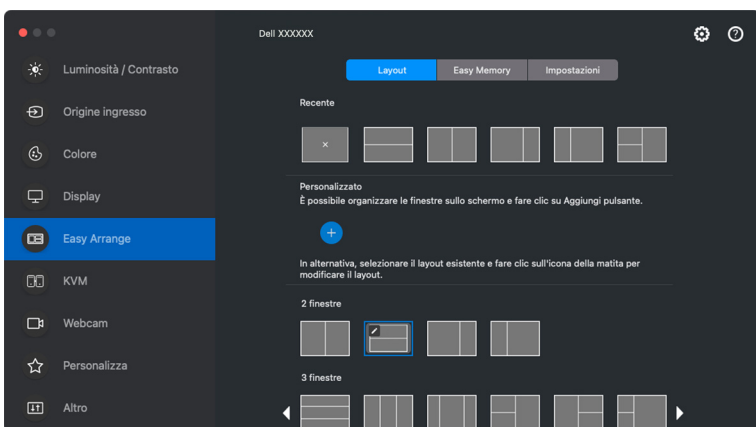 Dell XXXXXX
Luminosità / Contrasto
Origine ingresso
Colore
Display
Easy Arrange
KVM
Webcam
Personalizza
Altro
Layout
Easy Memory
Impostazioni
Recente
Personalizzato
È possibile organizzare le finestre sullo schermo e fare clic su Aggiungi pulsante.
In alternativa, selezionare il layout esistente e fare clic sull'icona della matita per
modificare il layout.
2 finestre
3 finestre